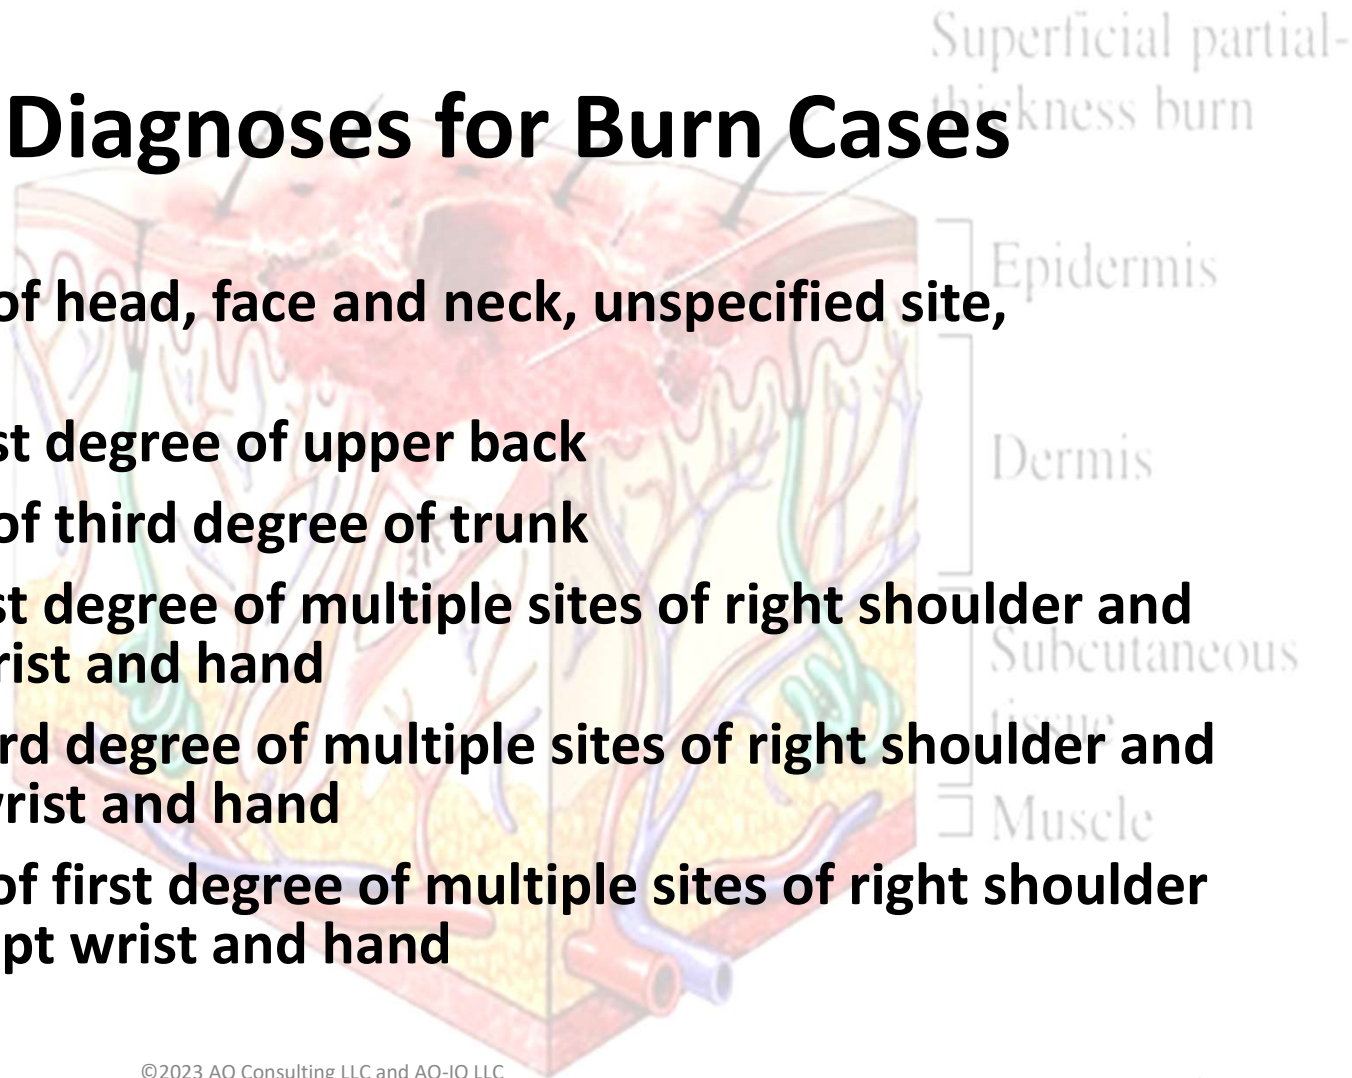 Superficial partial-
thickness burn
Diagnoses for Burn Cases
Epidermis
of head, face and neck, unspecified site,
st degree of upper back
Dermis
of third degree of trunk
st degree of multiple sites of right shoulder and
rist and hand
Subcutaneous
tissue
rd degree of multiple sites of right shoulder and
wrist and hand
Muscle
of first degree of multiple sites of right shoulder
pt wrist and hand
©2023 AO Consulting LLC and AO-IO LLC